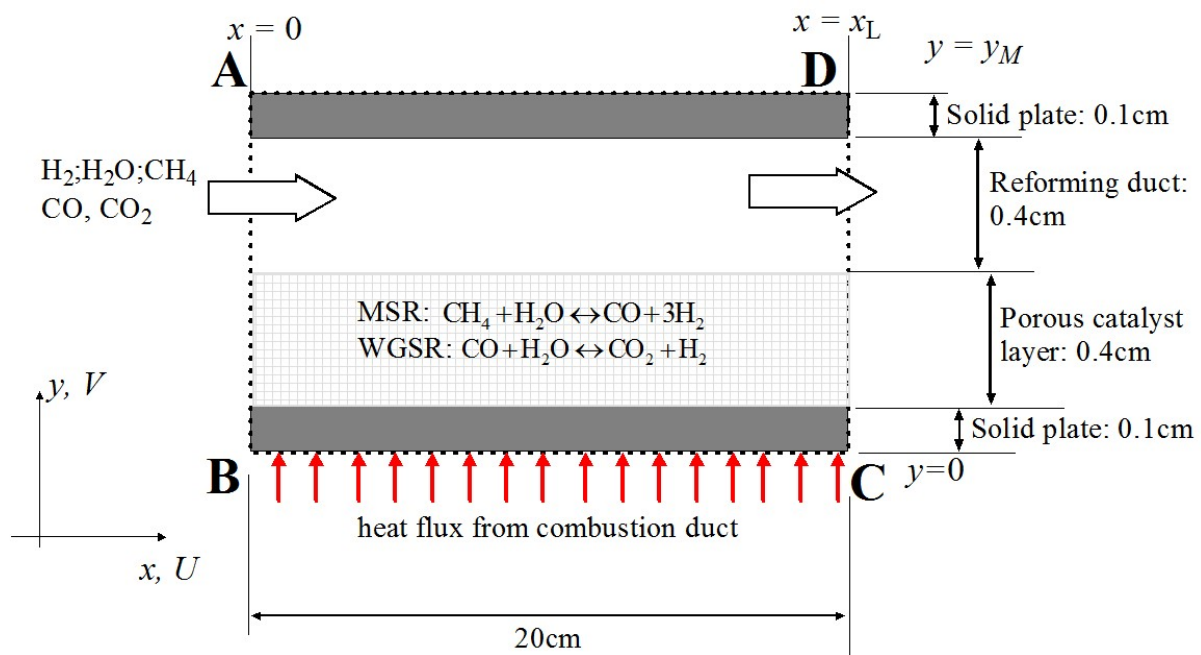 x = 0
x = x_L
y = y_M
A
D
Solid plate: 0.1cm
H₂;H₂O;CH₄
CO, CO₂
Reforming duct:
0.4cm
MSR: CH₄+H₂O↔CO+3H₂
WGSR: CO+H₂O↔CO₂+H₂
Porous catalyst
layer: 0.4cm
y, V
Solid plate: 0.1cm
B
C
y=0
heat flux from combustion duct
x, U
20cm